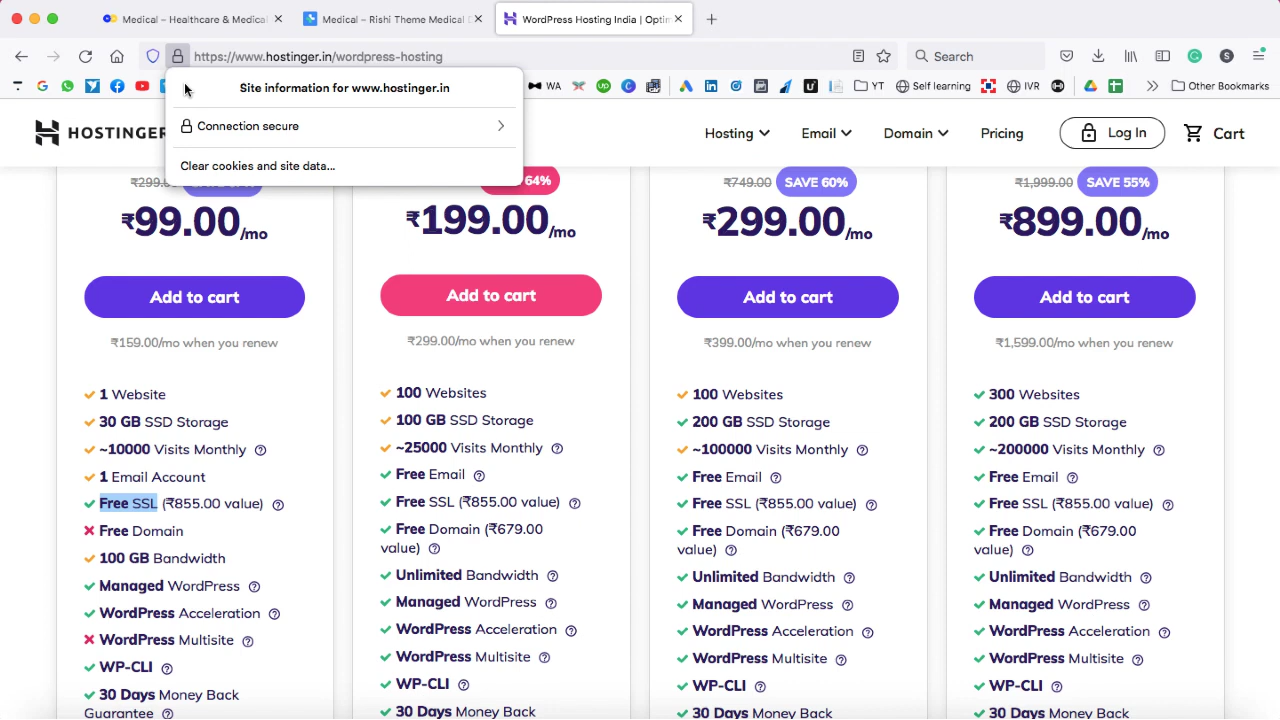 Medical – Healthcare & Medical
Medical – Rishi Theme Medical
WordPress Hosting India | Optim
https://www.hostinger.in/wordpress-hosting
Search
WA
YT
Self learning
IVR
Other Bookmarks
Site information for www.hostinger.in
Connection secure
Clear cookies and site data...
HOSTINGER
Hosting
Email
Domain
Pricing
Log In
Cart
₹299.
₹99.00/mo
Add to cart
₹159.00/mo when you renew
1 Website
30 GB SSD Storage
~10000 Visits Monthly
1 Email Account
Free SSL (₹855.00 value)
Free Domain
100 GB Bandwidth
Managed WordPress
WordPress Acceleration
WordPress Multisite
WP-CLI
30 Days Money Back
Guarantee
64%
₹199.00/mo
Add to cart
₹299.00/mo when you renew
100 Websites
100 GB SSD Storage
~25000 Visits Monthly
Free Email
Free SSL (₹855.00 value)
Free Domain (₹679.00
value)
Unlimited Bandwidth
Managed WordPress
WordPress Acceleration
WordPress Multisite
WP-CLI
30 Days Money Back
₹749.00 SAVE 60%
₹299.00/mo
Add to cart
₹399.00/mo when you renew
100 Websites
200 GB SSD Storage
~100000 Visits Monthly
Free Email
Free SSL (₹855.00 value)
Free Domain (₹679.00
value)
Unlimited Bandwidth
Managed WordPress
WordPress Acceleration
WordPress Multisite
WP-CLI
30 Days Money Back
₹1,999.00 SAVE 55%
₹899.00/mo
Add to cart
₹1,599.00/mo when you renew
300 Websites
200 GB SSD Storage
~200000 Visits Monthly
Free Email
Free SSL (₹855.00 value)
Free Domain (₹679.00
value)
Unlimited Bandwidth
Managed WordPress
WordPress Acceleration
WordPress Multisite
WP-CLI
30 Days Money Back